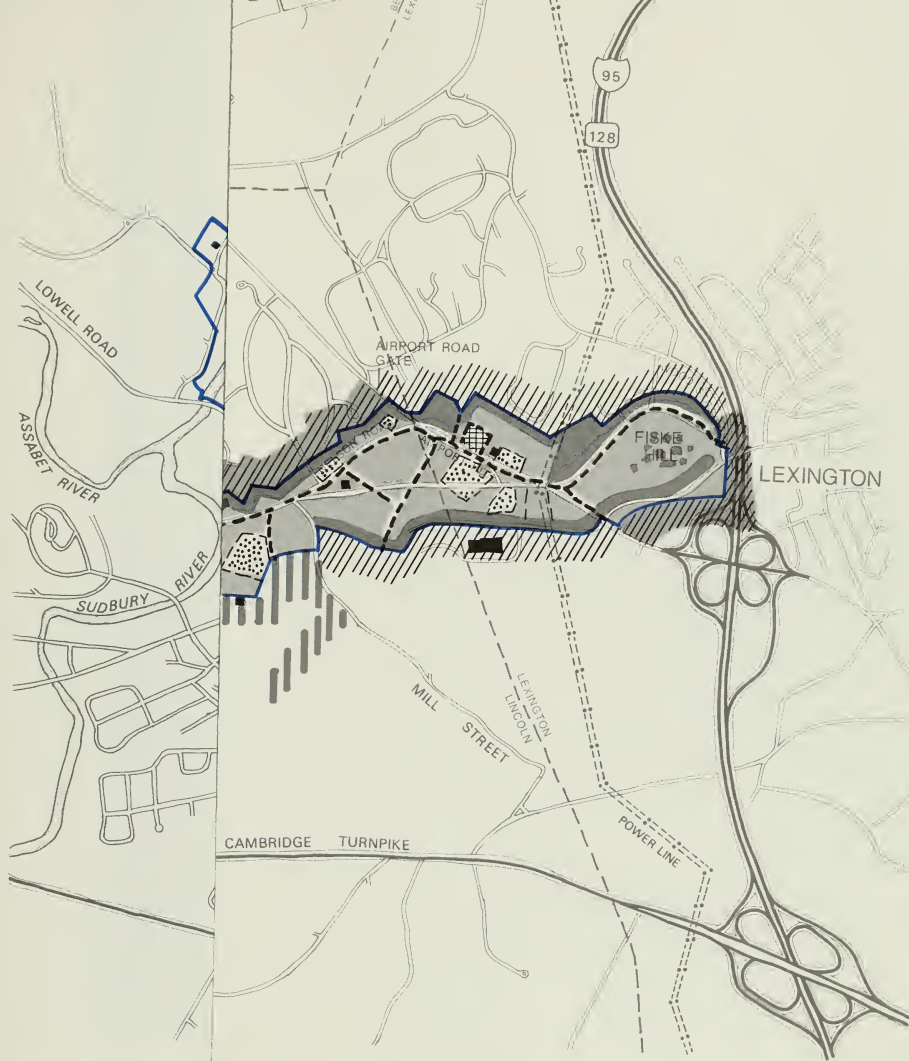 LEX
95
128
LOWELL ROAD
AIRPORT ROAD
GATE
ASSABET
RIVER
FISKE
HILL
LEXINGTON
SUDBURY RIVER
MILL STREET
LEXINGTON
LINCOLN
POWER LINE
CAMBRIDGE TURNPIKE